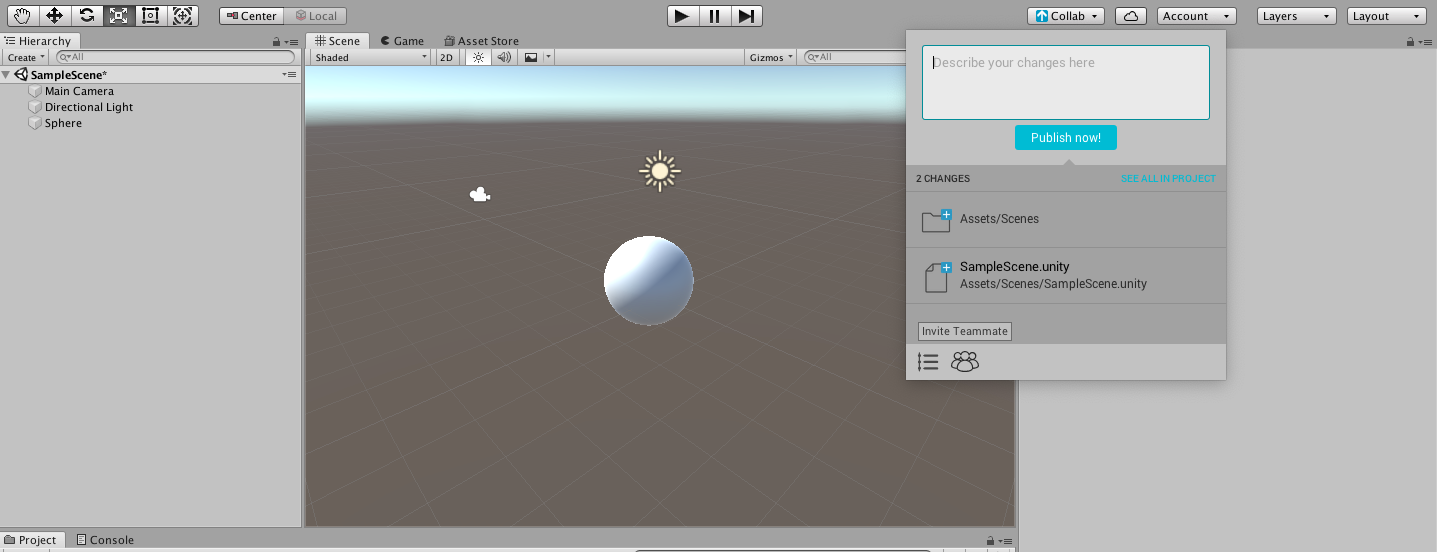 Center Local Collab Account Layers Layout
Hierarchy Scene Game Asset Store
Create All Shaded 2D Gizmos All
SampleScene*
Main Camera
Directional Light
Sphere
Describe your changes here
Publish now!
2 CHANGES SEE ALL IN PROJECT
Assets/Scenes
SampleScene.unity
Assets/Scenes/SampleScene.unity
Invite Teammate
Project Console